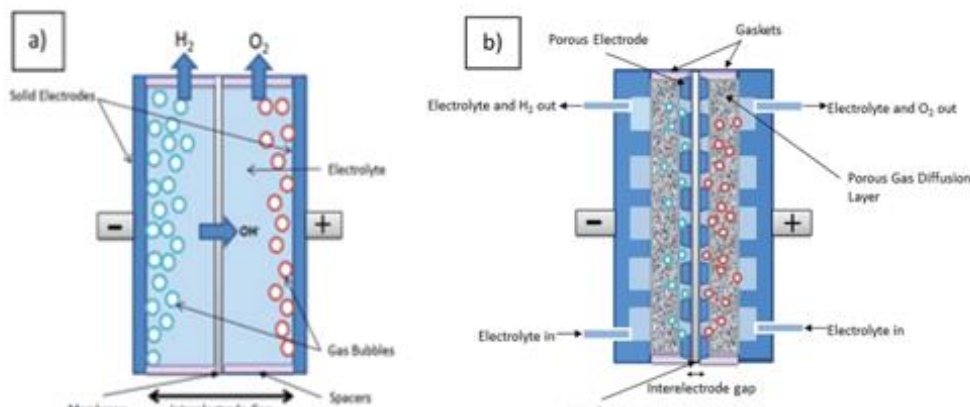 a)
H2
O2
Solid Electrodes
Electrolyte
-
OH-
+
Gas Bubbles
Spacers
b)
Porous Electrode
Gaskets
Electrolyte and H2 out
Electrolyte and O2 out
Porous Gas Diffusion
Layer
-
+
Electrolyte in
Electrolyte in
Interelectrode gap